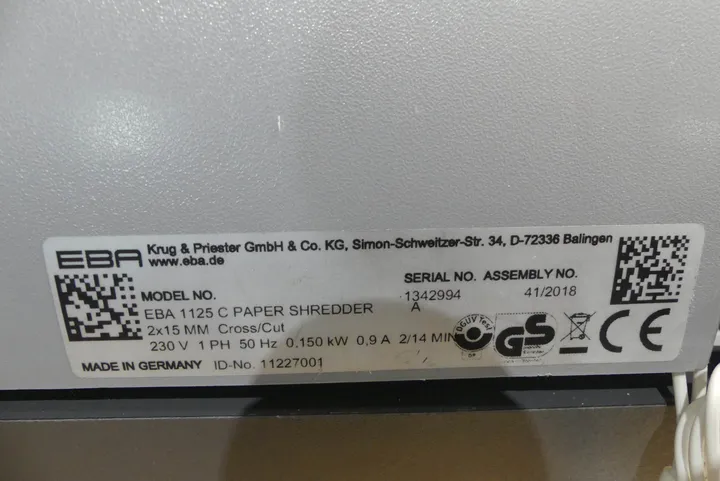 EBA Krug & Priester GmbH & Co. KG, Simon-Schweitzer-Str. 34, D-72336 Balingen
www.eba.de
SERIAL NO. ASSEMBLY NO.
MODEL NO. 1342994 41/2018
EBA 1125 C PAPER SHREDDER A
2x15 MM Cross/Cut
230 V 1 PH 50 Hz 0,150 kW 0,9 A 2/14 MIN
MADE IN GERMANY ID-No. 11227001
DGUV Test
GS
CE